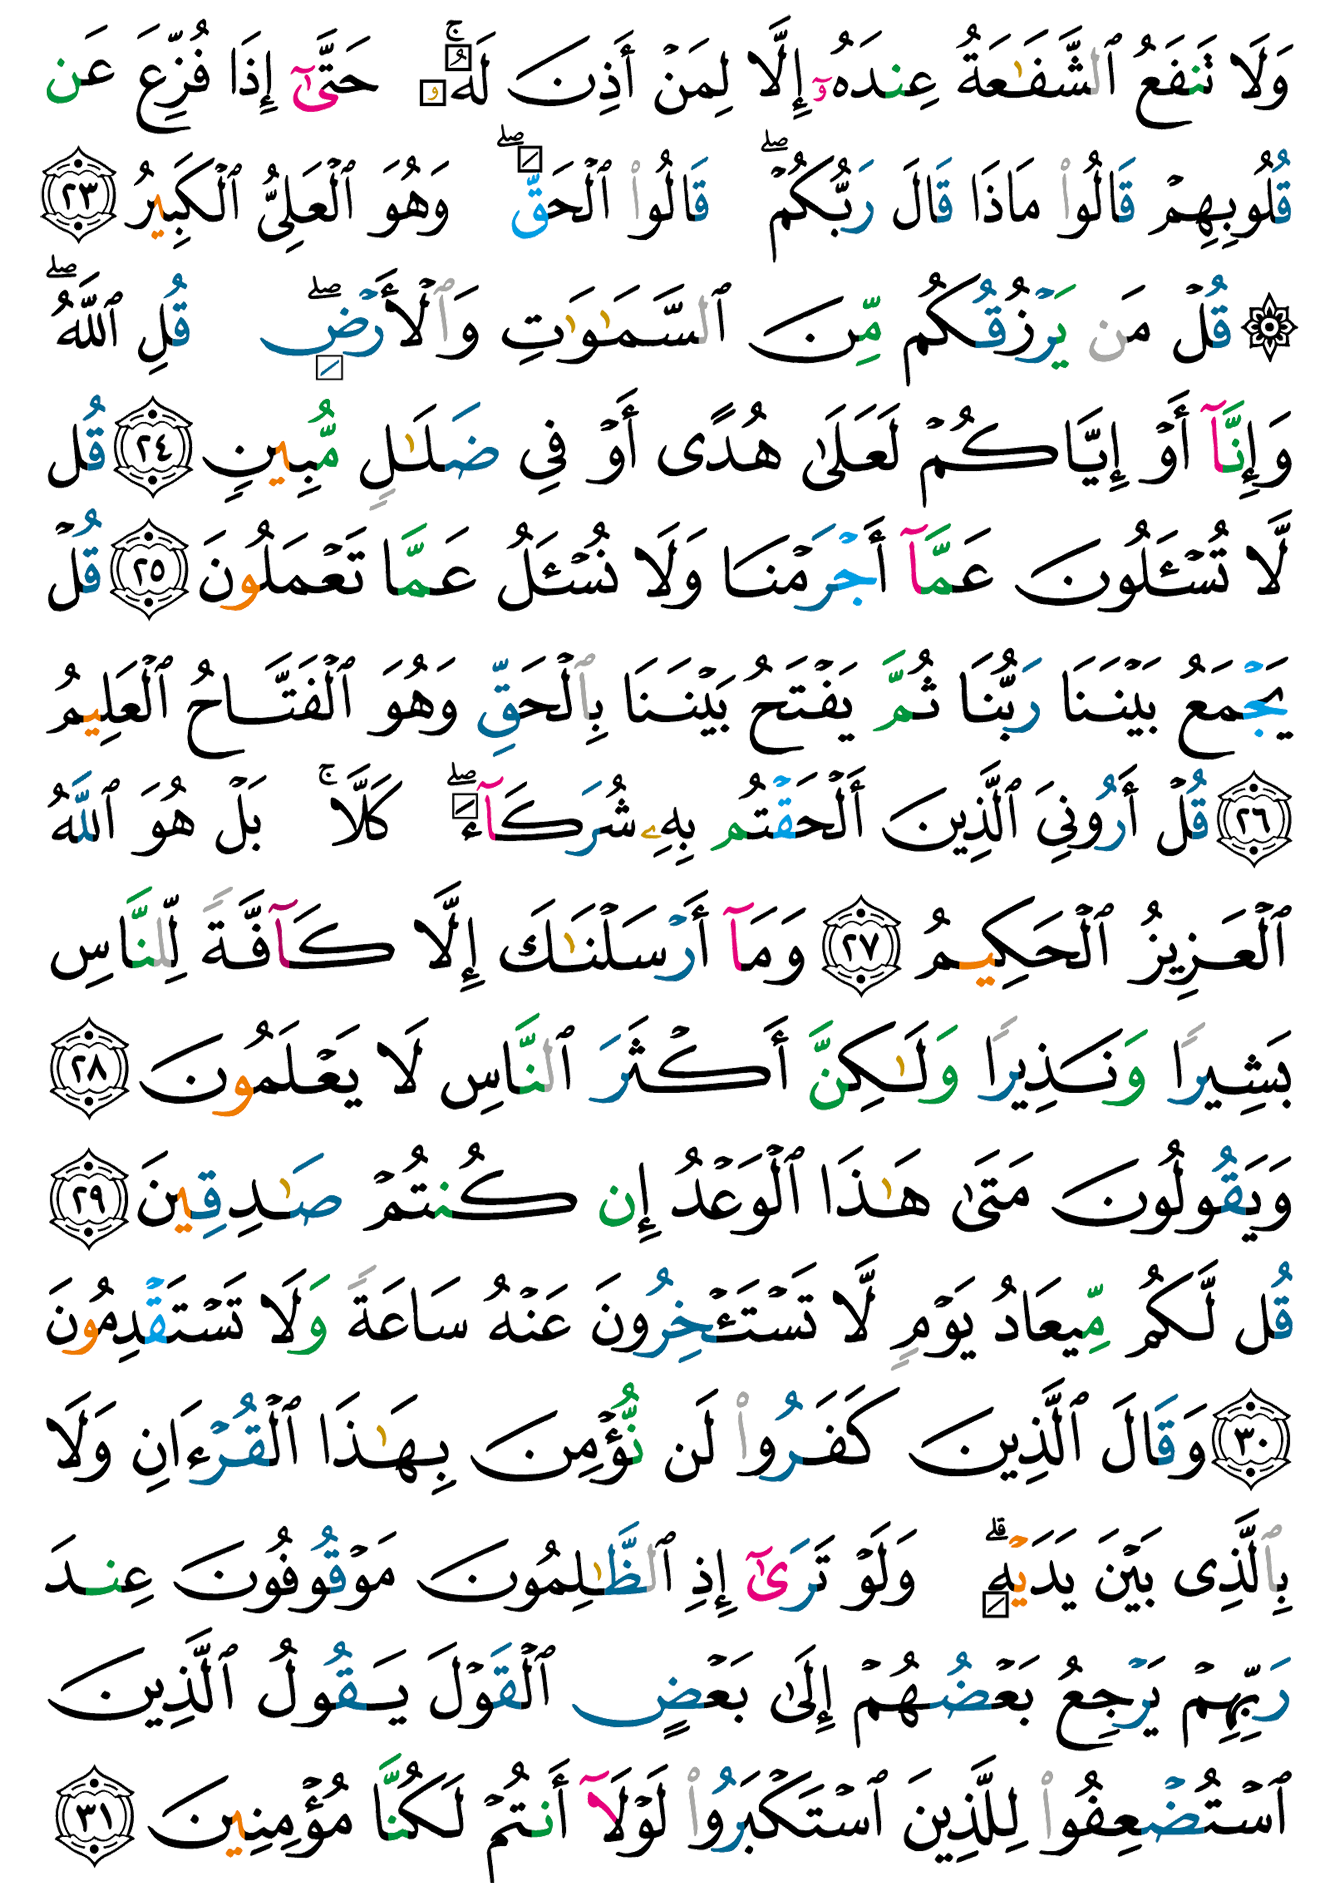 وَلَا تَنفَعُ ٱلشَّفَـٰعَةُ عِندَهُۥٓ إِلَّا لِمَنْ أَذِنَ لَهُۥۚ حَتَّىٰٓ إِذَا فُزِّعَ عَن
قُلُوبِهِمْ قَالُوا۟ مَاذَا قَالَ رَبُّكُمْۖ قَالُوا۟ ٱلْحَقَّۖ وَهُوَ ٱلْعَلِىُّ ٱلْكَبِيرُ ٢٣
۞ قُلْ مَن يَرْزُقُكُم مِّنَ ٱلسَّمَـٰوَٰتِ وَٱلْأَرْضِۖ قُلِ ٱللَّهُۖ
وَإِنَّآ أَوْ إِيَّاكُمْ لَعَلَىٰ هُدًى أَوْ فِى ضَلَـٰلٍ مُّبِينٍ ٢٤ قُل
لَّا تُسْـَٔلُونَ عَمَّآ أَجْرَمْنَا وَلَا نُسْـَٔلُ عَمَّا تَعْمَلُونَ ٢٥ قُلْ
يَجْمَعُ بَيْنَنَا رَبُّنَا ثُمَّ يَفْتَحُ بَيْنَنَا بِٱلْحَقِّ وَهُوَ ٱلْفَتَّاحُ ٱلْعَلِيمُ
٢٦ قُلْ أَرُونِىَ ٱلَّذِينَ أَلْحَقْتُم بِهِۦ شُرَكَآءَۖ كَلَّاۚ بَلْ هُوَ ٱللَّهُ
ٱلْعَزِيزُ ٱلْحَكِيمُ ٢٧ وَمَآ أَرْسَلْنَـٰكَ إِلَّا كَآفَّةً لِّلنَّاسِ
بَشِيرًا وَنَذِيرًا وَلَـٰكِنَّ أَكْثَرَ ٱلنَّاسِ لَا يَعْلَمُونَ ٢٨
وَيَقُولُونَ مَتَىٰ هَـٰذَا ٱلْوَعْدُ إِن كُنتُمْ صَـٰدِقِينَ ٢٩
قُل لَّكُم مِّيعَادُ يَوْمٍ لَّا تَسْتَـْٔخِرُونَ عَنْهُ سَاعَةً وَلَا تَسْتَقْدِمُونَ
٣٠ وَقَالَ ٱلَّذِينَ كَفَرُوا۟ لَن نُّؤْمِنَ بِهَـٰذَا ٱلْقُرْءَانِ وَلَا
بِٱلَّذِى بَيْنَ يَدَيْهِۗ وَلَوْ تَرَىٰٓ إِذِ ٱلظَّـٰلِمُونَ مَوْقُوفُونَ عِندَ
رَبِّهِمْ يَرْجِعُ بَعْضُهُمْ إِلَىٰ بَعْضٍ ٱلْقَوْلَ يَقُولُ ٱلَّذِينَ
ٱسْتُضْعِفُوا۟ لِلَّذِينَ ٱسْتَكْبَرُوا۟ لَوْلَآ أَنتُمْ لَكُنَّا مُؤْمِنِينَ ٣١